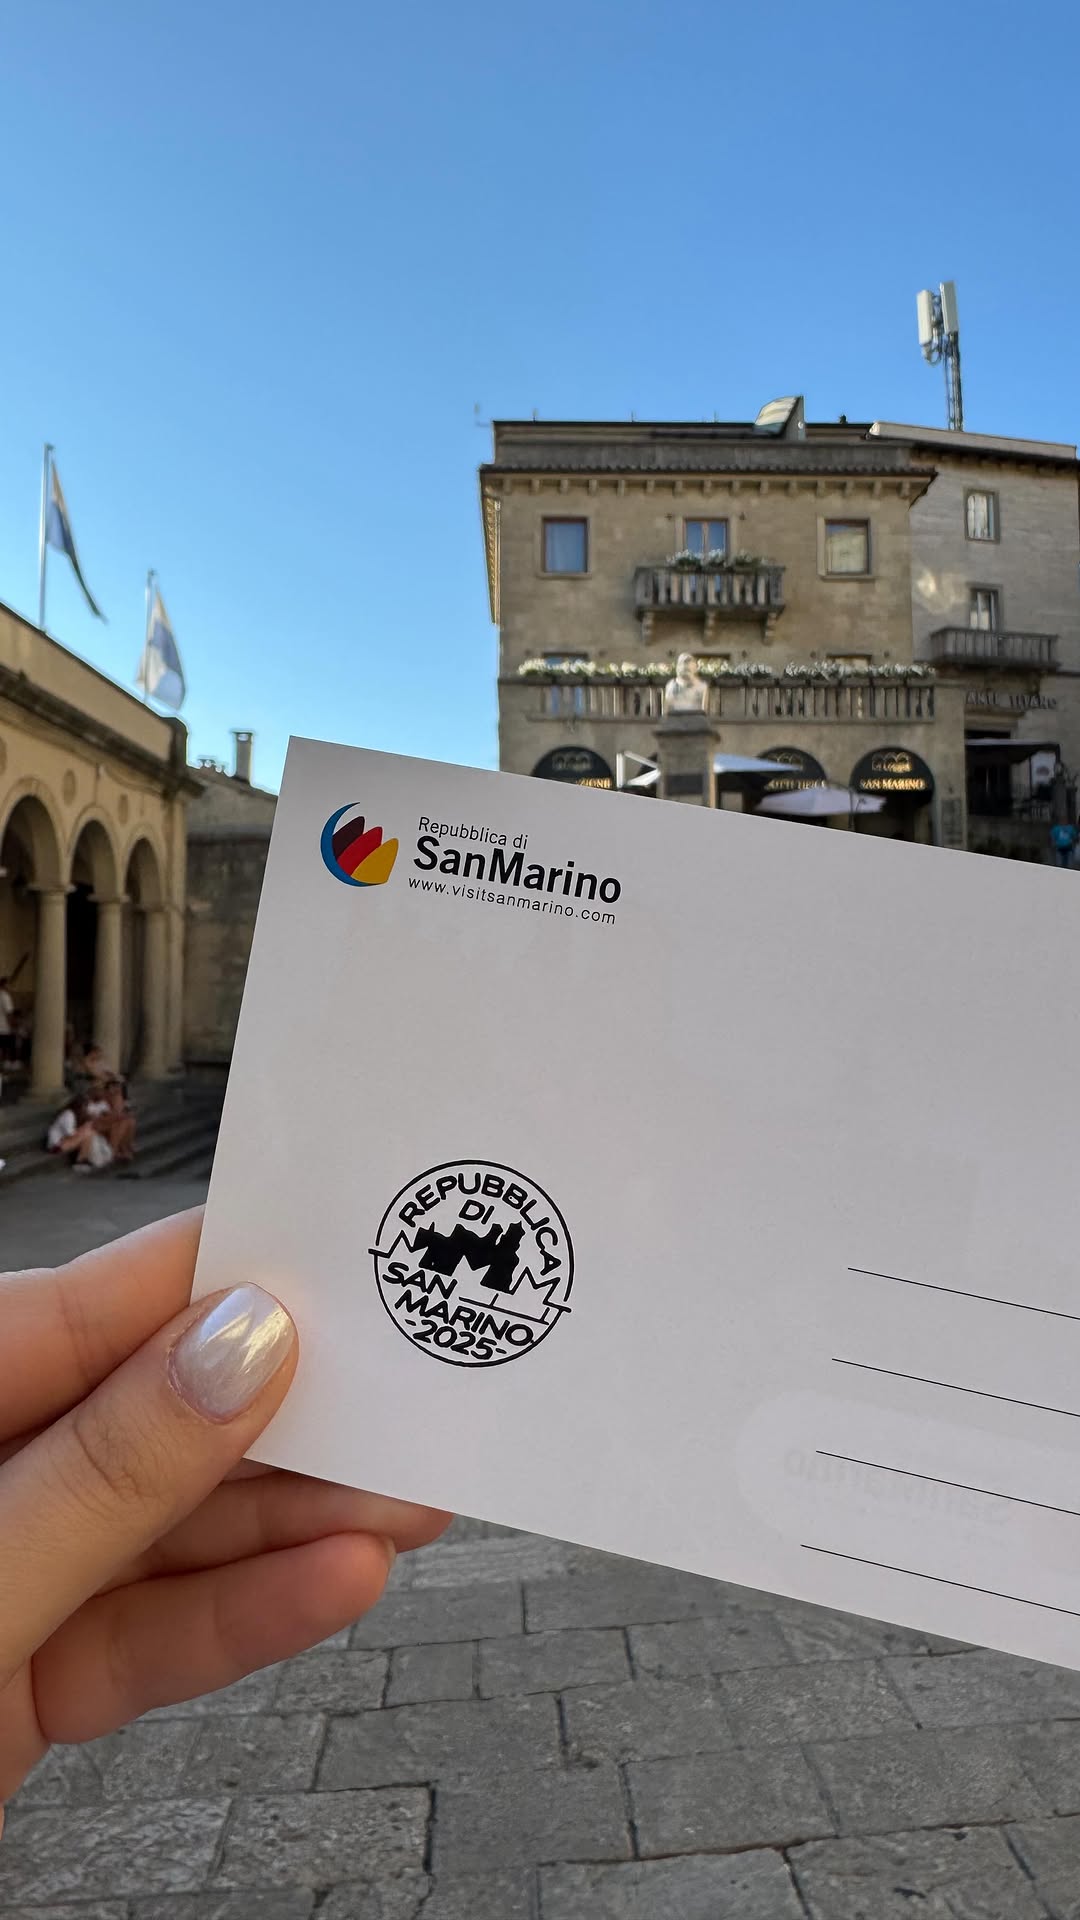 SAN MARINO
Repubblica di
SanMarino
www.visitsanmarino.com
REPUBBLICA
DI
SAN
MARINO
-2025-